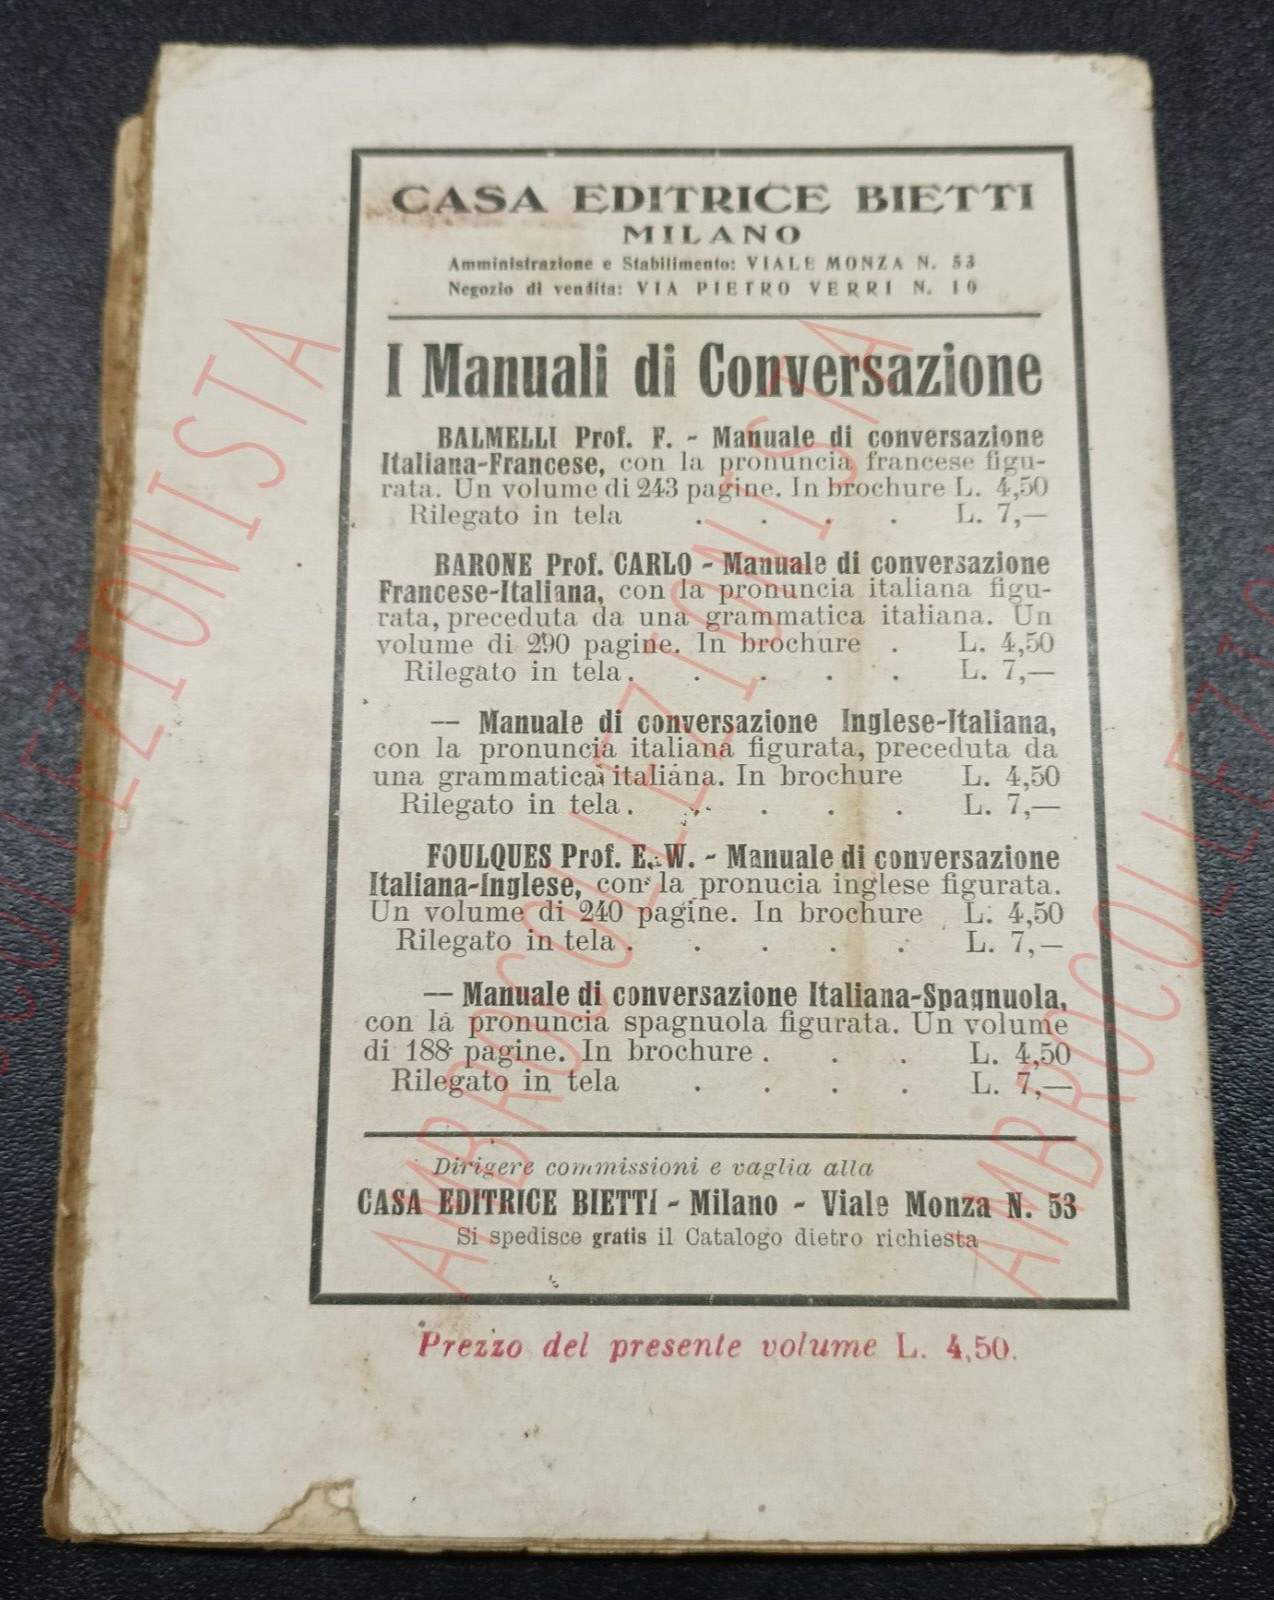 CASA EDITRICE BIETTI
MILANO
Amministrazione e Stabilimento: VIALE MONZA N. 53
Negozio di vendita: VIA PIETRO VERRI N. 10
I Manuali di Conversazione
BALMELLI Prof. F. - Manuale di conversazione
Italiana-Francese, con la pronuncia francese figu-
rata. Un volume di 243 pagine. In brochure L. 4,50
Rilegato in tela . . . . L. 7,—
BARONE Prof. CARLO - Manuale di conversazione
Francese-Italiana, con la pronuncia italiana figu-
rata, preceduta da una grammatica italiana. Un
volume di 290 pagine. In brochure . L. 4,50
Rilegato in tela . . . . . L. 7,—
— Manuale di conversazione Inglese-Italiana,
con la pronuncia italiana figurata, preceduta da
una grammatica italiana. In brochure L. 4,50
Rilegato in tela . . . . . L. 7,—
FOULQUES Prof. E. W. - Manuale di conversazione
Italiana-Inglese, con la pronucia inglese figurata.
Un volume di 240 pagine. In brochure L. 4,50
Rilegato in tela . . . . . L. 7,—
— Manuale di conversazione Italiana-Spagnuola,
con la pronuncia spagnuola figurata. Un volume
di 188 pagine. In brochure . . . L. 4,50
Rilegato in tela . . . . L. 7,—
Dirigere commissioni e vaglia alla
CASA EDITRICE BIETTI - Milano - Viale Monza N. 53
Si spedisce gratis il Catalogo dietro richiesta
Prezzo del presente volume L. 4,50.
AMBROCOLLEZIONISTA
AMBROCOLLEZIONISTA